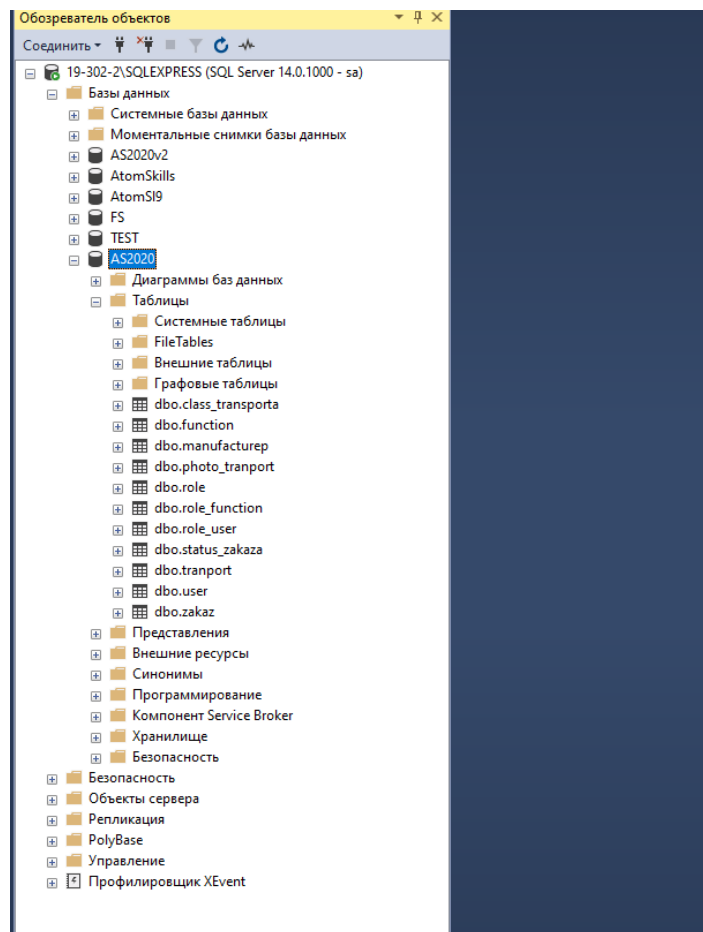 Обозреватель объектов
Соединить
19-302-2\SQLEXPRESS (SQL Server 14.0.1000 - sa)
Базы данных
Системные базы данных
Моментальные снимки базы данных
AS2020v2
AtomSkills
AtomSl9
FS
TEST
AS2020
Диаграммы баз данных
Таблицы
Системные таблицы
FileTables
Внешние таблицы
Графовые таблицы
dbo.class_transporta
dbo.function
dbo.manufacturep
dbo.photo_tranport
dbo.role
dbo.role_function
dbo.role_user
dbo.status_zakaza
dbo.tranport
dbo.user
dbo.zakaz
Представления
Внешние ресурсы
Синонимы
Программирование
Компонент Service Broker
Хранилище
Безопасность
Безопасность
Объекты сервера
Репликация
PolyBase
Управление
Профилировщик XEvent